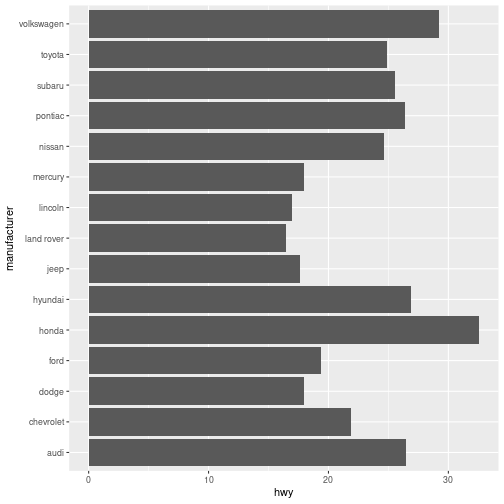 volkswagen
toyota
subaru
pontiac
nissan
mercury
lincoln
land rover
jeep
hyundai
honda
ford
dodge
chevrolet
audi
manufacturer
0 10 20 30
hwy